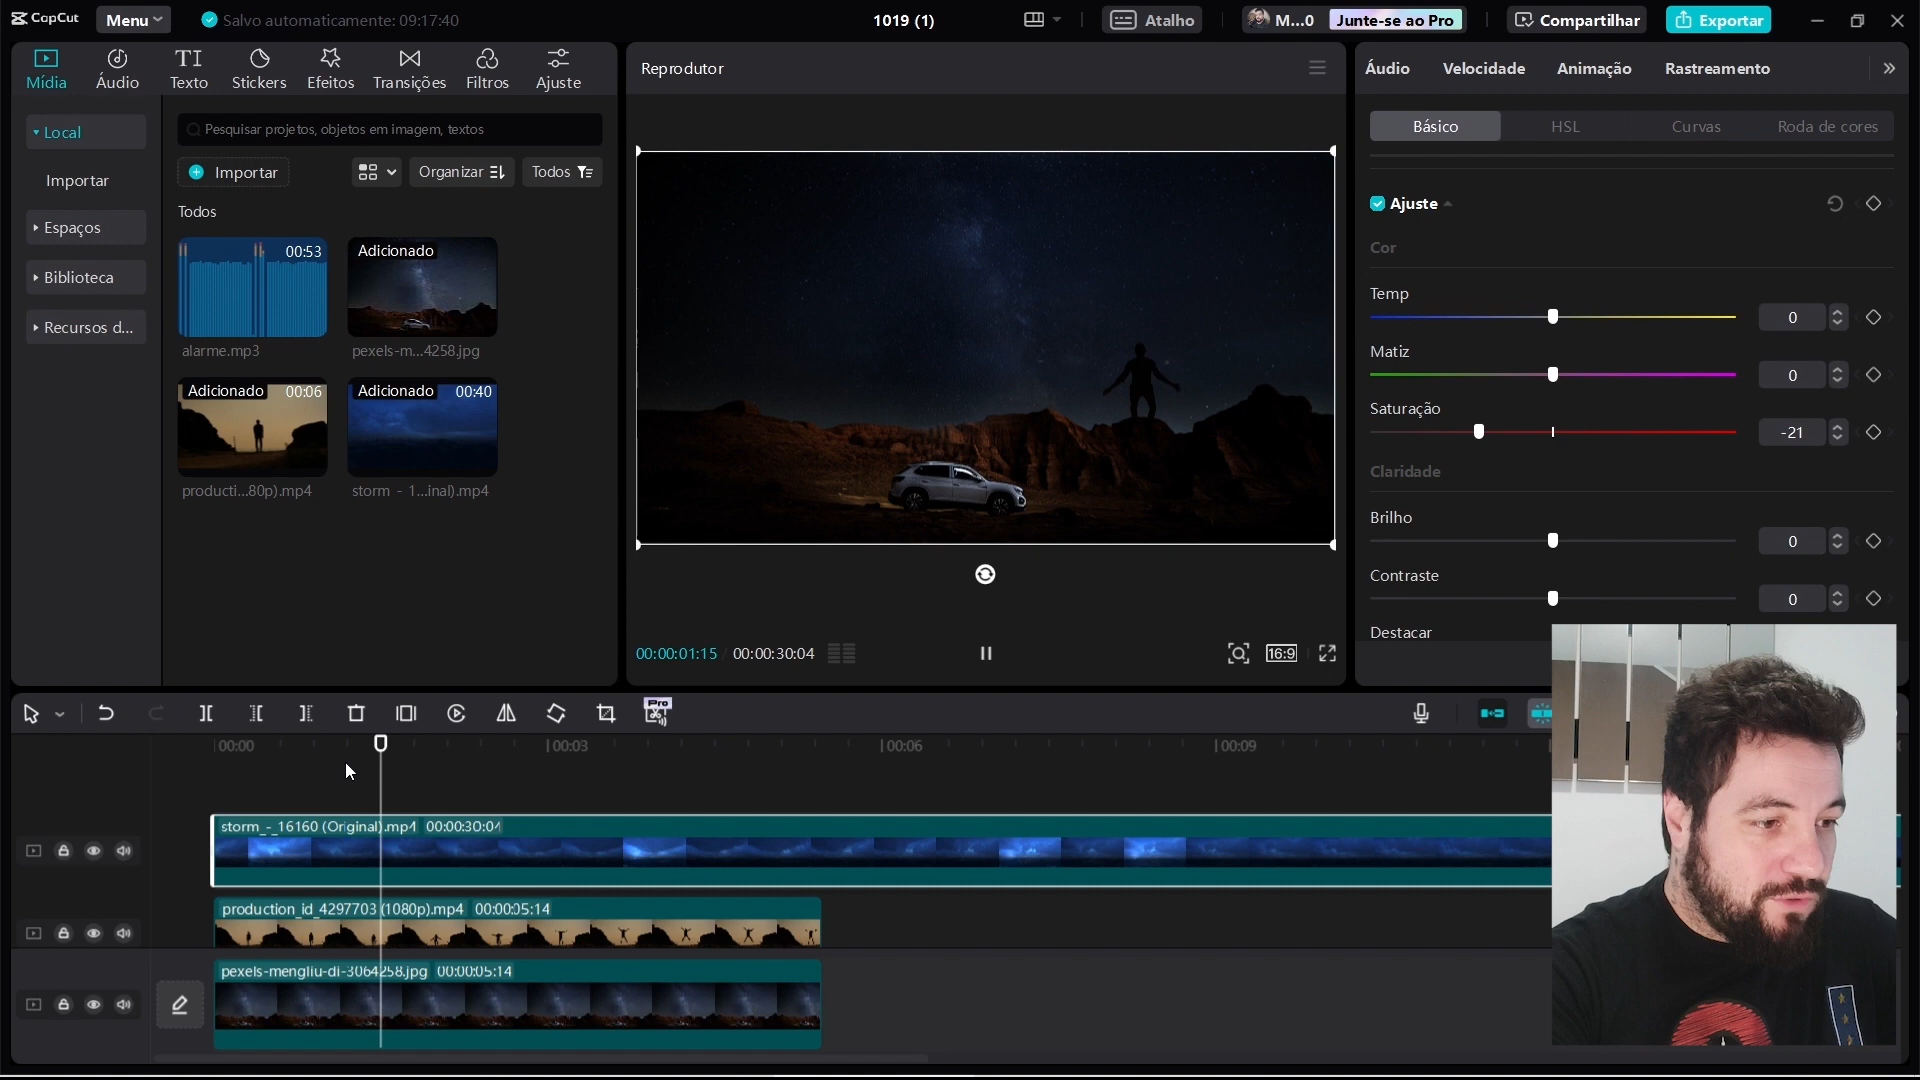 CapCut
Menu
Salvo automaticamente: 09:17:40
1019 (1)
Atalho
M...0
Junte-se ao Pro
Compartilhar
Exportar
Mídia
Áudio
Texto
Stickers
Efeitos
Transições
Filtros
Ajuste
Local
Importar
Espaços
Biblioteca
Recursos d...
Pesquisar projetos, objetos em imagem, textos
Importar
Organizar
Todos
Todos
00:53
alarme.mp3
Adicionado
pexels-m...4258.jpg
Adicionado
00:06
producti...80p).mp4
Adicionado
00:40
storm_-_1...inal).mp4
Reprodutor
00:00:01:15
00:00:30:04
16:9
Áudio
Velocidade
Animação
Rastreamento
Básico
HSL
Curvas
Roda de cores
Ajuste
Cor
Temp
0
Matiz
0
Saturação
-21
Claridade
Brilho
0
Contraste
0
Destacar
Pro
00:00
00:03
00:06
00:09
storm_-_16160 (Original).mp4 00:00:30:04
production_id_4297703 (1080p).mp4 00:00:05:14
pexels-mengliu-di-3064258.jpg 00:00:05:14